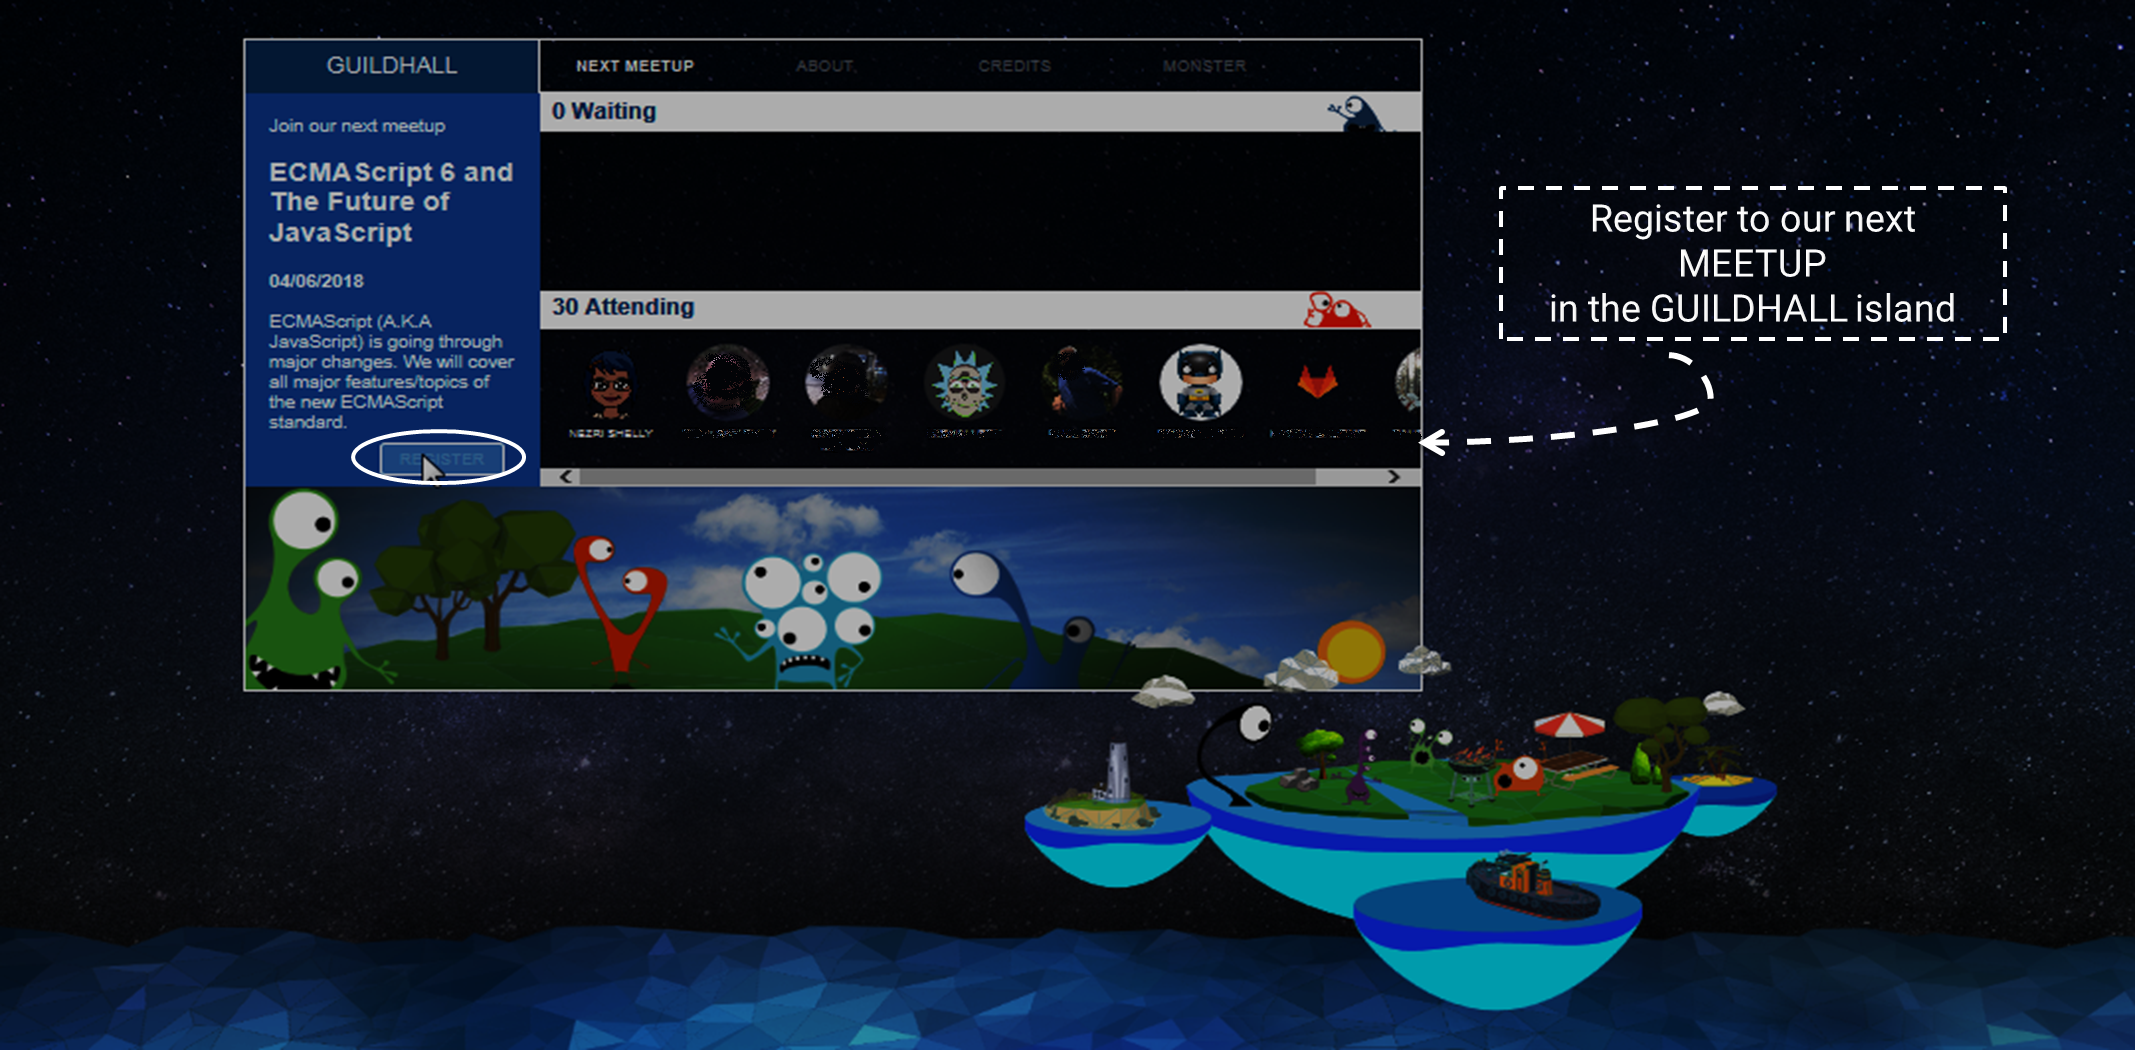 GUILDHALL
NEXT MEETUP
ABOUT
CREDITS
MONSTER
Join our next meetup
ECMAScript 6 and
The Future of
JavaScript
04/06/2018
ECMAScript (A.K.A
JavaScript) is going through
major changes. We will cover
all major features/topics of
the new ECMAScript
standard.
REGISTER
0 Waiting
30 Attending
NEZRI SHELLY
Register to our next
MEETUP
in the GUILDHALL island